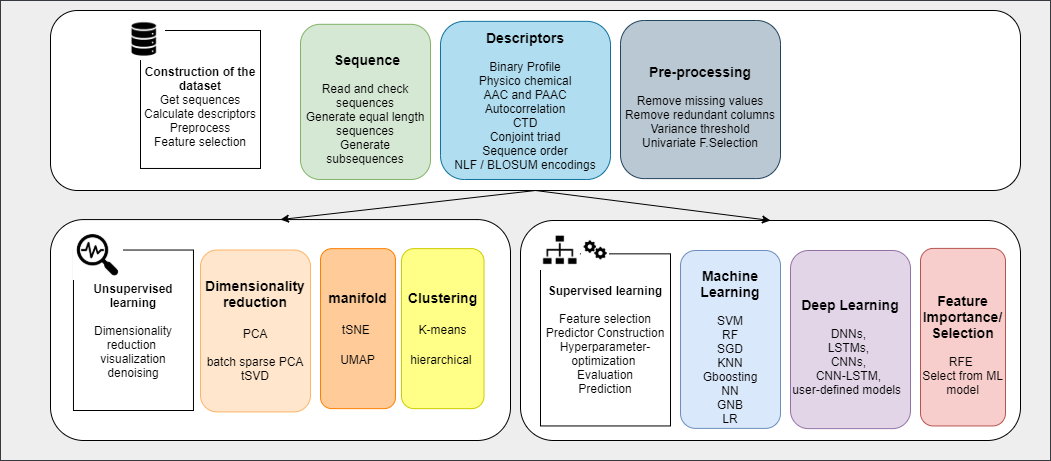 Construction of the
dataset
Get sequences
Calculate descriptors
Preprocess
Feature selection
Sequence
Read and check
sequences
Generate equal length
sequences
Generate
subsequences
Descriptors
Binary Profile
Physico chemical
AAC and PAAC
Autocorrelation
CTD
Conjoint triad
Sequence order
NLF / BLOSUM encodings
Pre-processing
Remove missing values
Remove redundant columns
Variance threshold
Univariate F.Selection
Unsupervised
learning
Dimensionality
reduction
visualization
denoising
Dimensionality
reduction
PCA
batch sparse PCA
tSVD
manifold
tSNE
UMAP
Clustering
K-means
hierarchical
Supervised learning
Feature selection
Predictor Construction
Hyperparameter-
optimization
Evaluation
Prediction
Machine
Learning
SVM
RF
SGD
KNN
Gboosting
NN
GNB
LR
Deep Learning
DNNs,
LSTMs,
CNNs,
CNN-LSTM,
user-defined models
Feature
Importance/
Selection
RFE
Select from ML
model